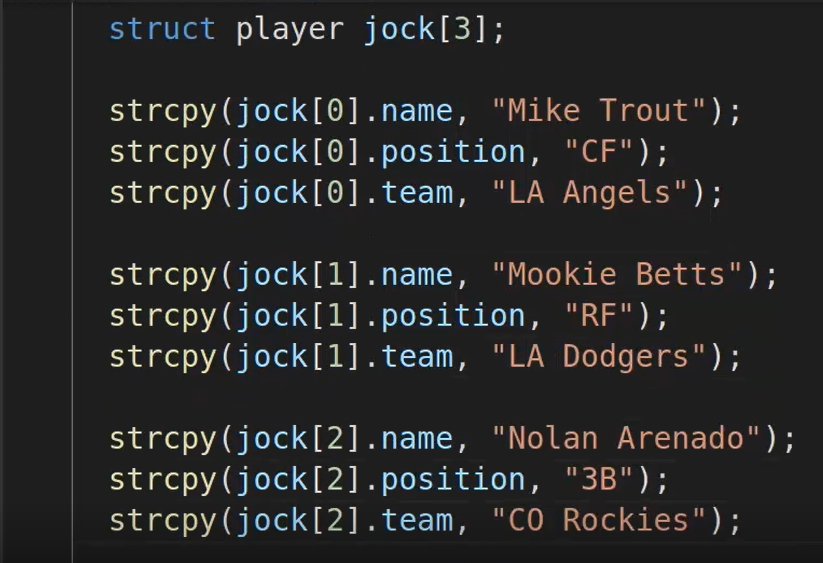 struct player jock[3];
strcpy(jock[0].name, "Mike Trout");
strcpy(jock[0].position, "CF");
strcpy(jock[0].team, "LA Angels");
strcpy(jock[1].name, "Mookie Betts");
strcpy(jock[1].position, "RF");
strcpy(jock[1].team, "LA Dodgers");
strcpy(jock[2].name, "Nolan Arenado");
strcpy(jock[2].position, "3B");
strcpy(jock[2].team, "CO Rockies");